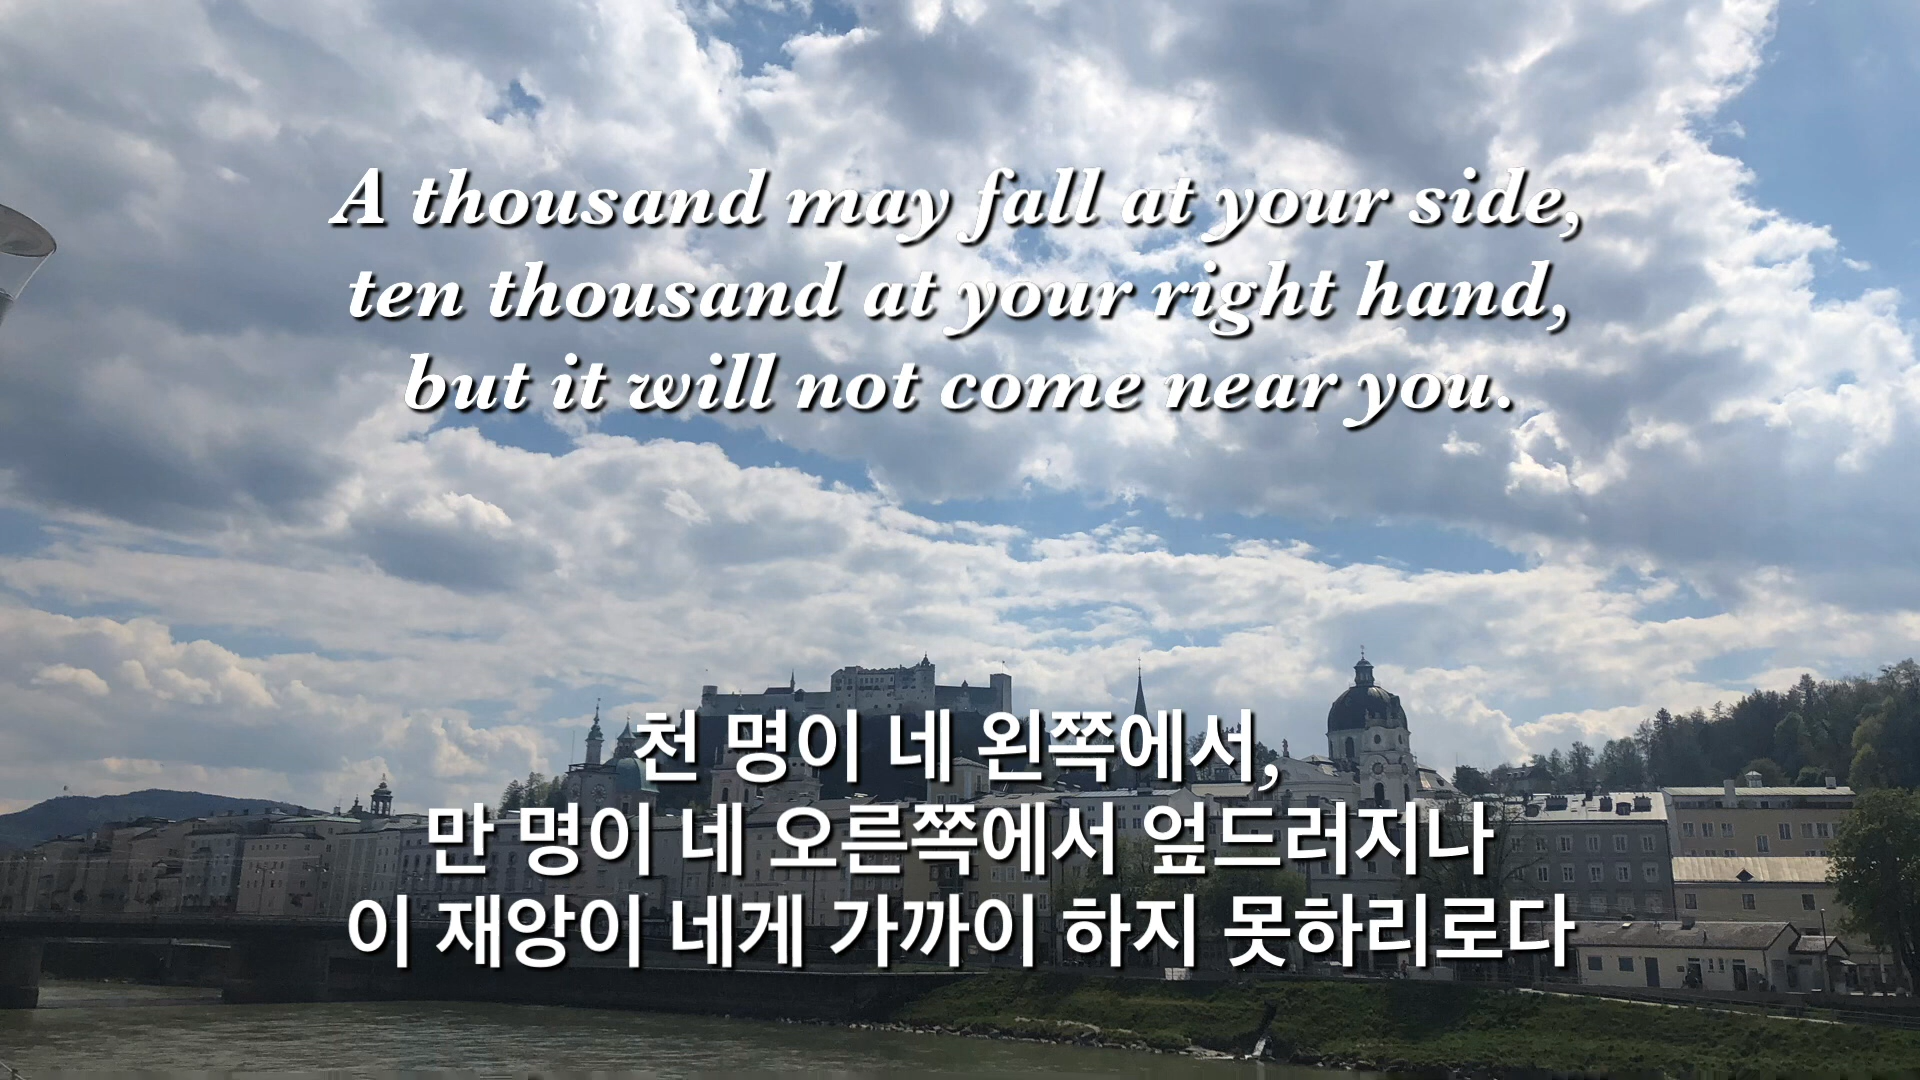 A thousand may fall at your side,
ten thousand at your right hand,
but it will not come near you.
천 명이 네 왼쪽에서,
만 명이 네 오른쪽에서 엎드러지나
이 재앙이 네게 가까이 하지 못하리로다